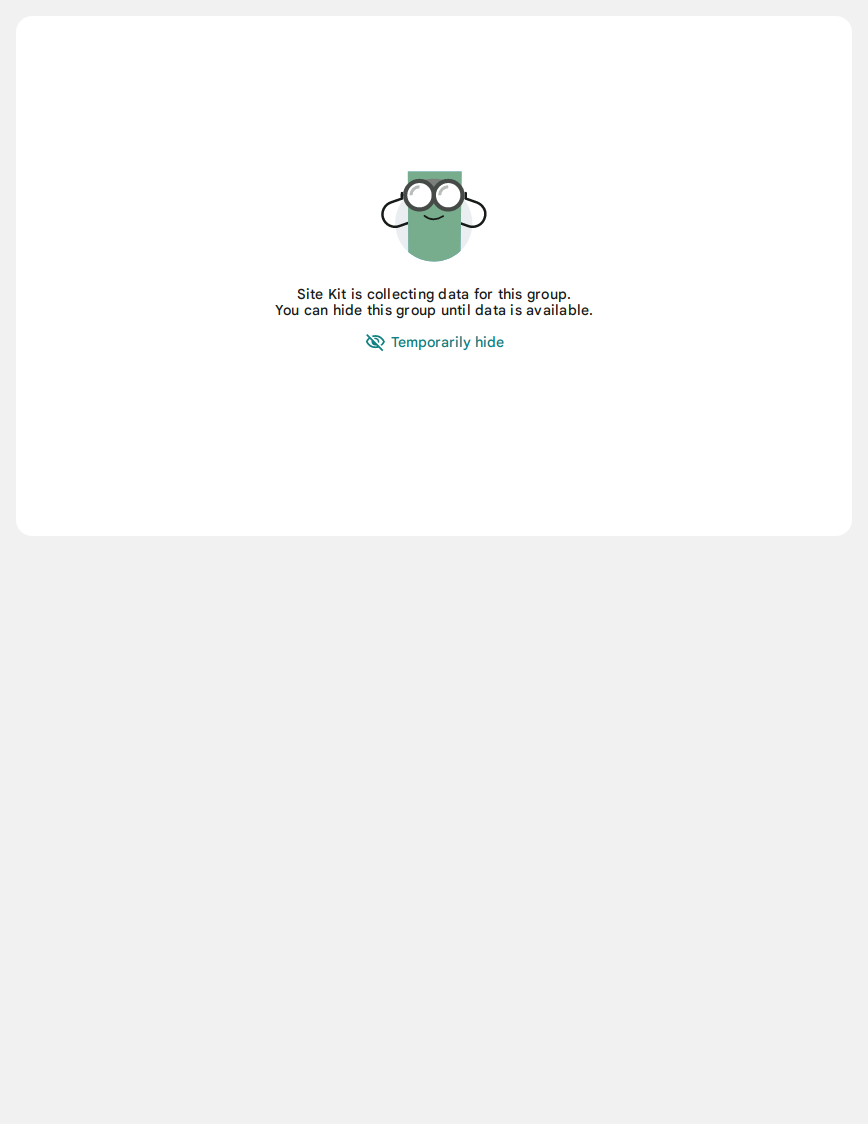 Site Kit is collecting data for this group.
You can hide this group until data is available.
Temporarily hide